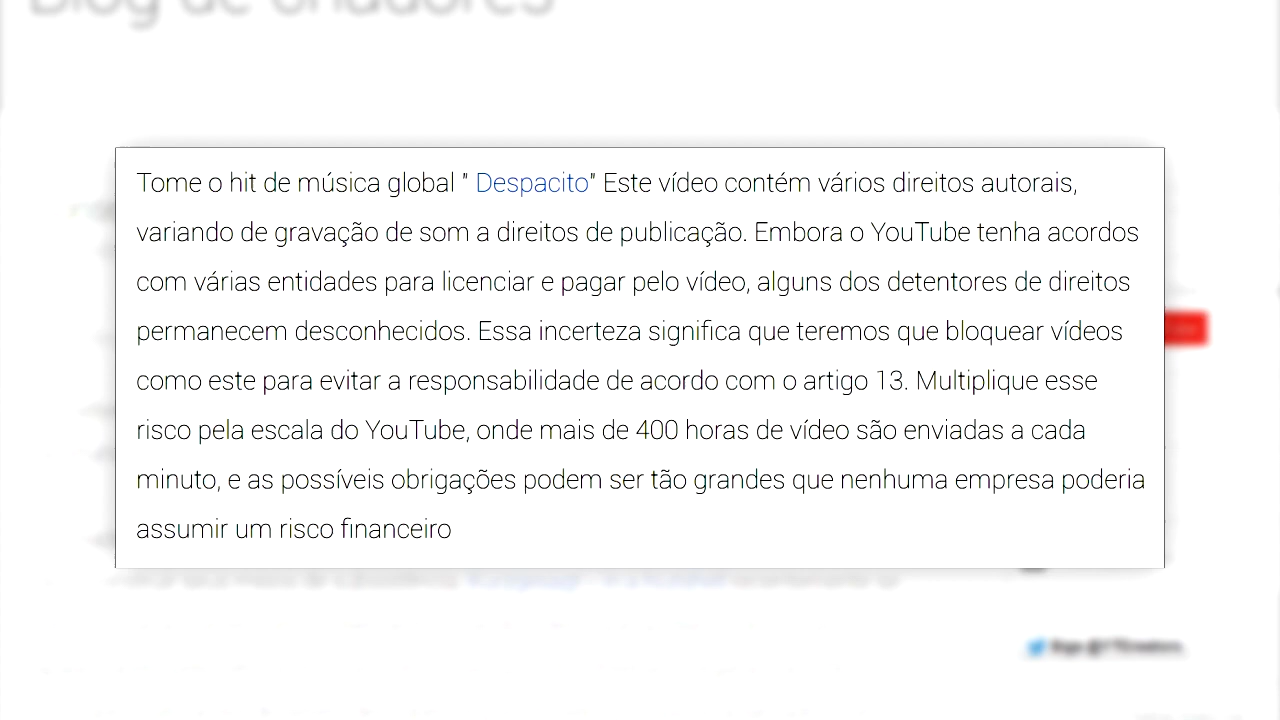 Blog de criadores
Tome o hit de música global " Despacito" Este vídeo contém vários direitos autorais,
variando de gravação de som a direitos de publicação. Embora o YouTube tenha acordos
com várias entidades para licenciar e pagar pelo vídeo, alguns dos detentores de direitos
permanecem desconhecidos. Essa incerteza significa que teremos que bloquear vídeos
como este para evitar a responsabilidade de acordo com o artigo 13. Multiplique esse
risco pela escala do YouTube, onde mais de 400 horas de vídeo são enviadas a cada
minuto, e as possíveis obrigações podem ser tão grandes que nenhuma empresa poderia
assumir um risco financeiro